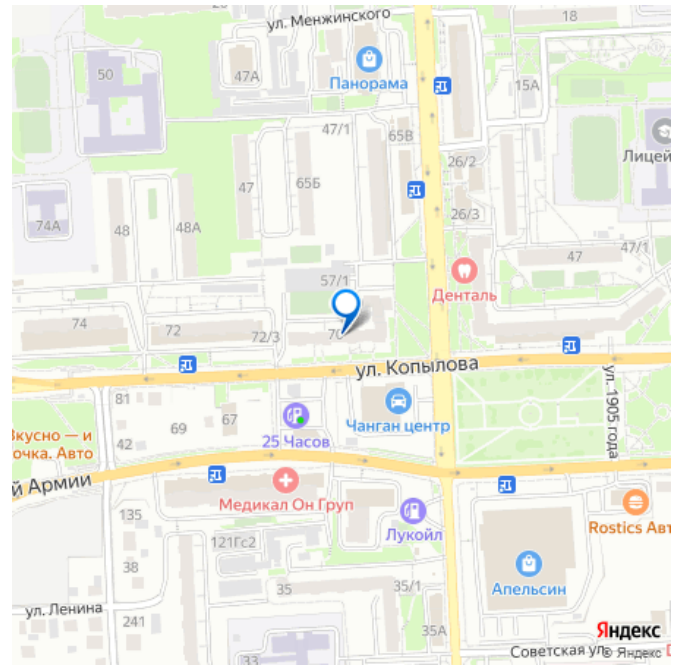 18
ул. Менжинского
50
47А
Панорама
15А
47/1
65В
Лицей
26/2
47
65Б
74А
48
48А
26/3
47
47/1
57/1
Денталь
74
72
72/3
ул. Копылова
81
67
69
25 Часов
Чанган центр
ул. 1905 года
Вкусно — и
очка. Авто
42
й Армии
Медикал Он Груп
135
Лукойл
Rostics Авт
121Гс2
38
35
35/1
Апельсин
ул. Ленина
241
35А
Яндекс
33
Советская ул.
© Яндекс